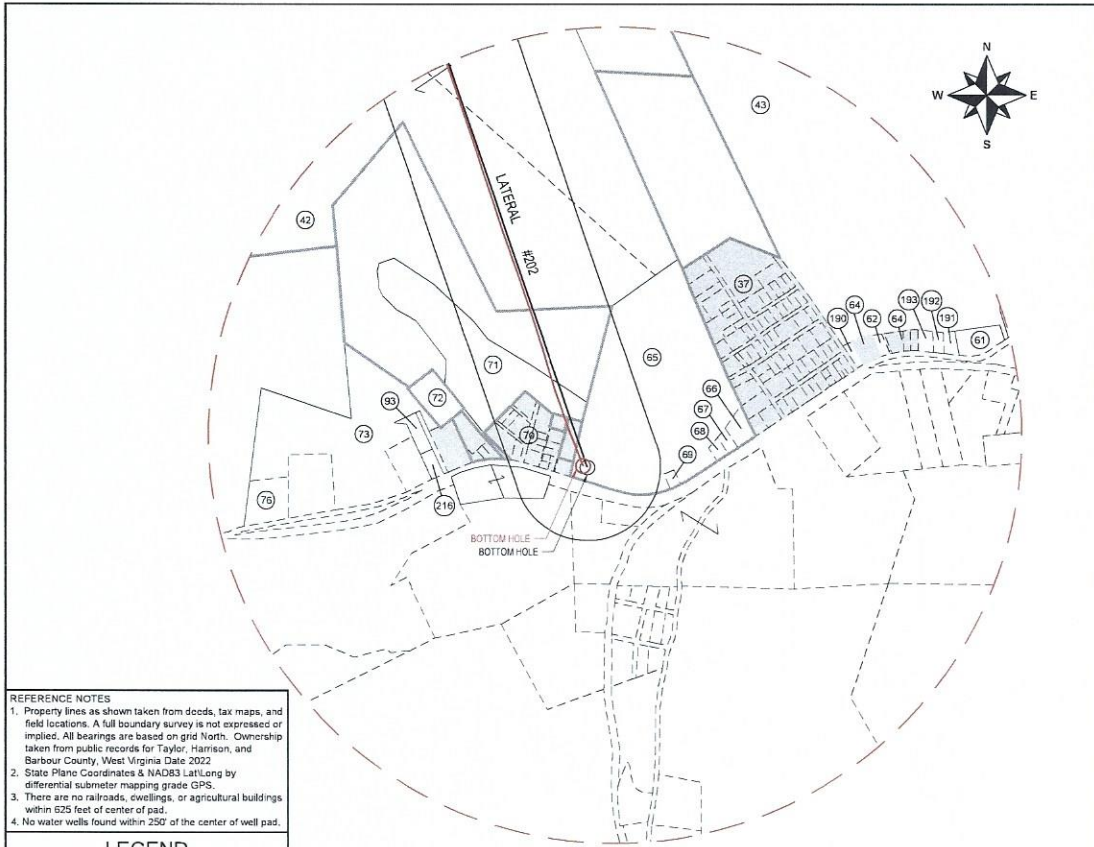 N
W E
S
43
42
LATERAL #202
37
193 192
64 64 191
190 62 61
71
65
72
66
93
67
70
73
68
69
76
216
BOTTOM HOLE
BOTTOM HOLE
REFERENCE NOTES
1. Property lines as shown taken from deeds, tax maps, and
field locations. A full boundary survey is not expressed or
implied. All bearings are based on grid North. Ownership
taken from public records for Taylor, Harrison, and
Barbour County, West Virginia Date 2022
2. State Plane Coordinates & NAD83 Lat\Long by
differential submeter mapping grade GPS.
3. There are no railroads, dwellings, or agricultural buildings
within 625 feet of center of pad.
4. No water wells found within 250' of the center of well pad.
LEGEND